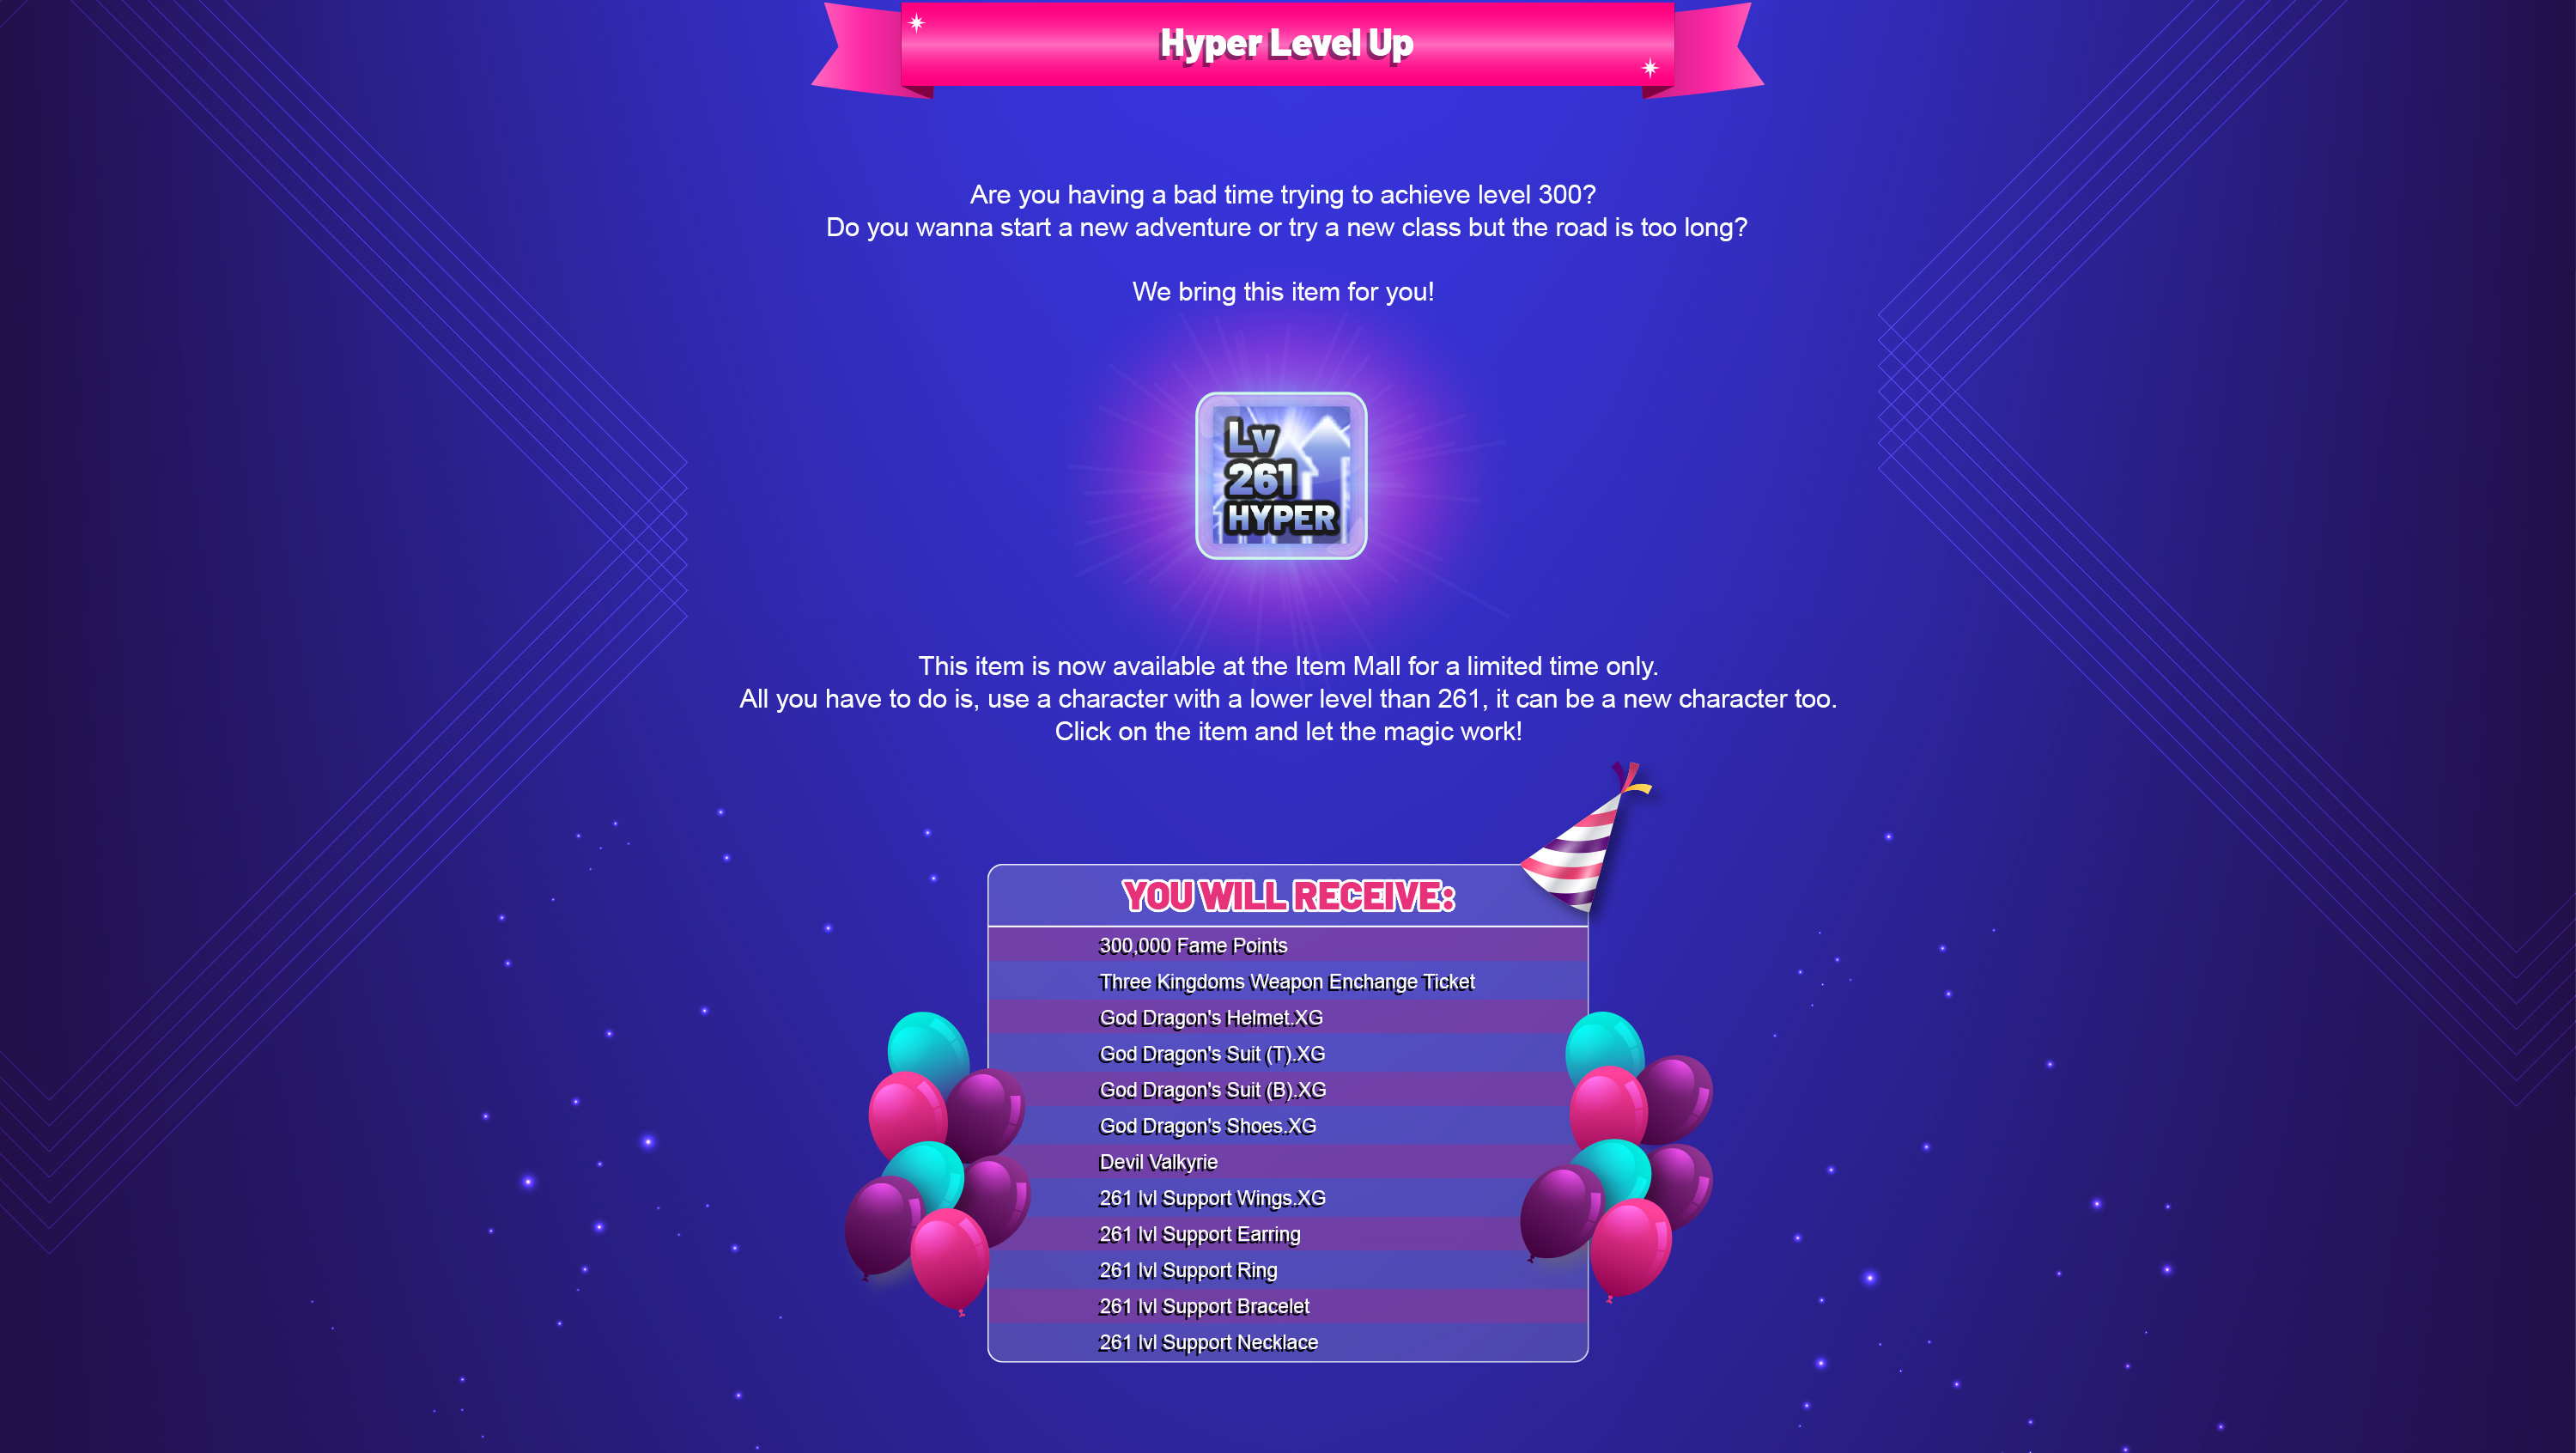 Hyper Level Up
Are you having a bad time trying to achieve level 300?
Do you wanna start a new adventure or try a new class but the road is too long?
We bring this item for you!
Lv
261
HYPER
This item is now available at the Item Mall for a limited time only.
All you have to do is, use a character with a lower level than 261, it can be a new character too.
Click on the item and let the magic work!
YOU WILL RECEIVE:
300,000 Fame Points
Three Kingdoms Weapon Enchange Ticket
God Dragon's Helmet.XG
God Dragon's Suit (T).XG
God Dragon's Suit (B).XG
God Dragon's Shoes.XG
Devil Valkyrie
261 lvl Support Wings.XG
261 lvl Support Earring
261 lvl Support Ring
261 lvl Support Bracelet
261 lvl Support Necklace